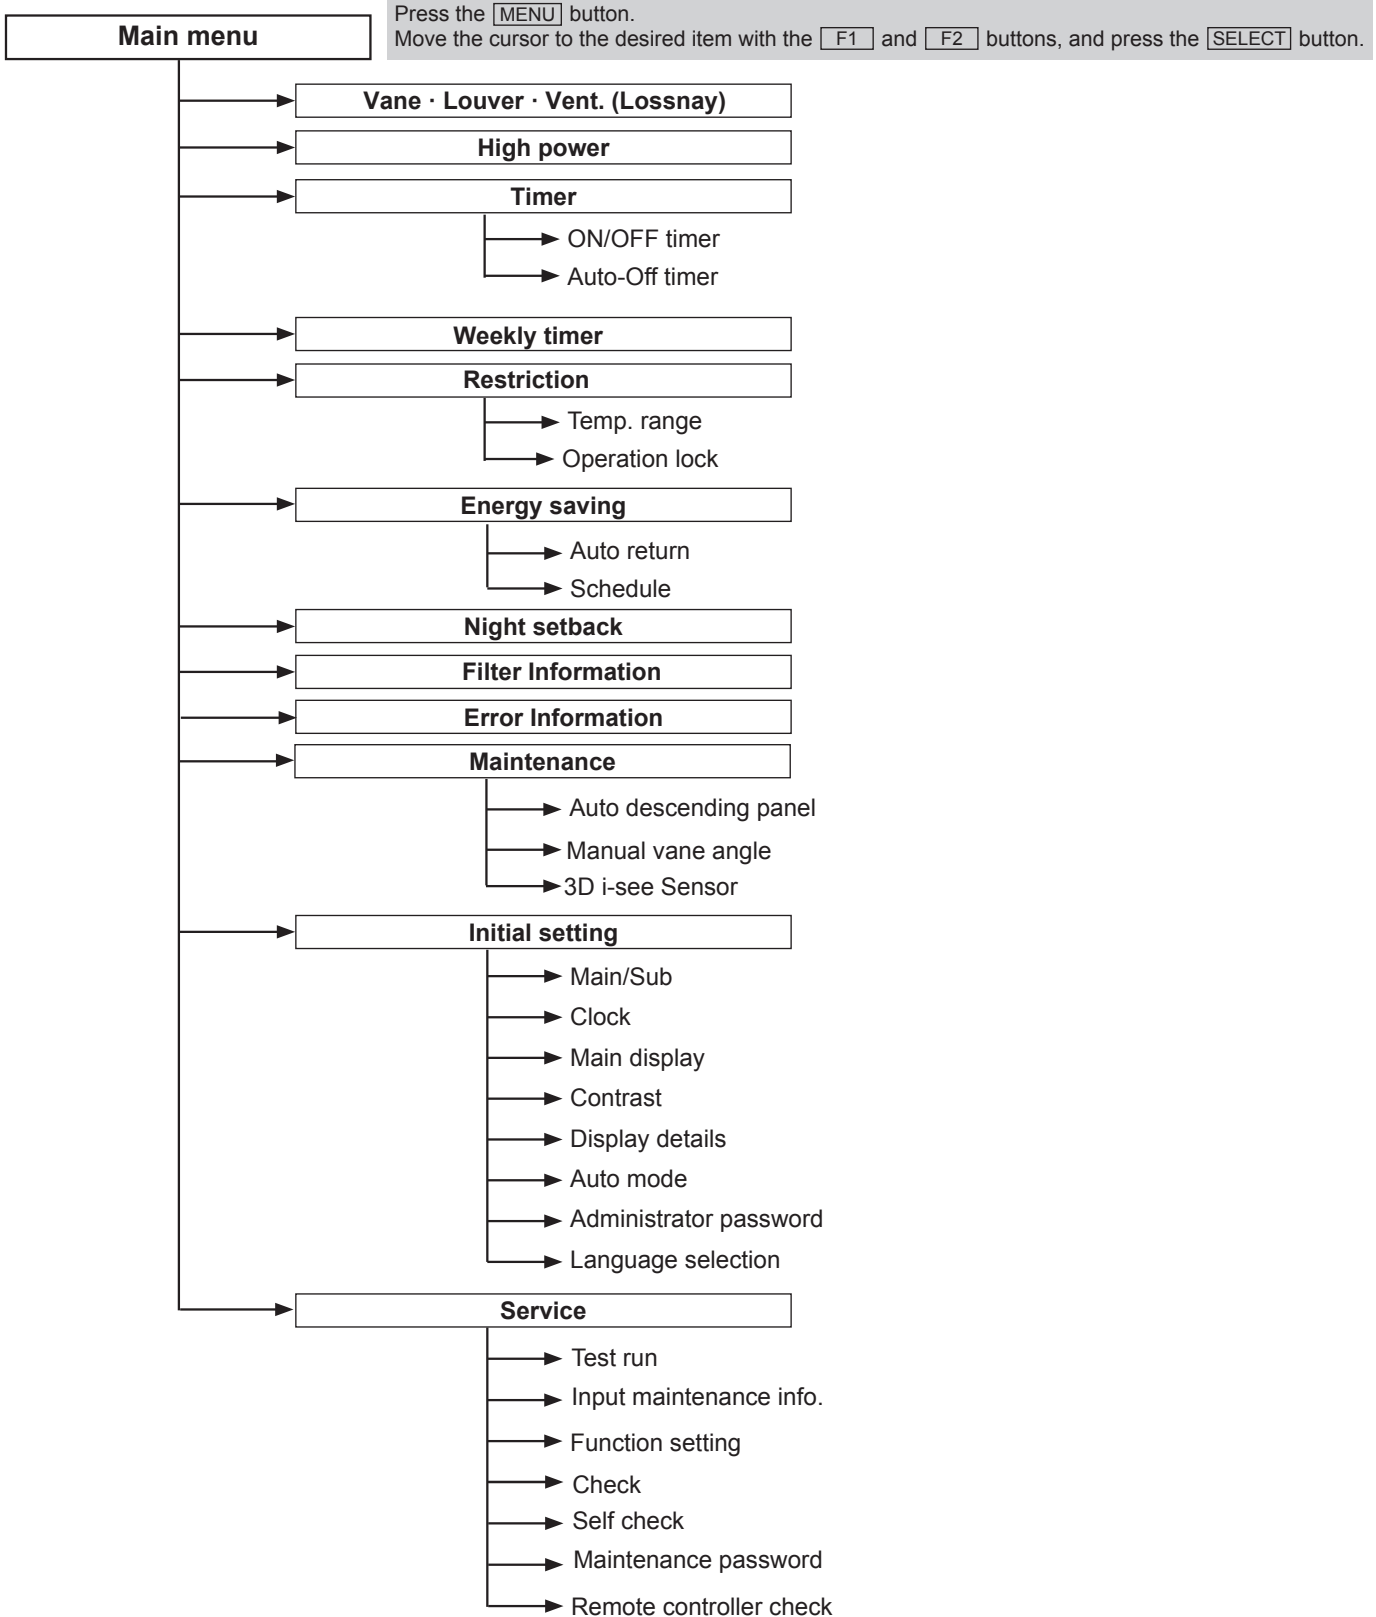 Main menu
Press the MENU button.
Move the cursor to the desired item with the F1 and F2 buttons, and press the SELECT button.
Vane · Louver · Vent. (Lossnay)
High power
Timer
ON/OFF timer
Auto-Off timer
Weekly timer
Restriction
Temp. range
Operation lock
Energy saving
Auto return
Schedule
Night setback
Filter Information
Error Information
Maintenance
Auto descending panel
Manual vane angle
3D i-see Sensor
Initial setting
Main/Sub
Clock
Main display
Contrast
Display details
Auto mode
Administrator password
Language selection
Service
Test run
Input maintenance info.
Function setting
Check
Self check
Maintenance password
Remote controller check